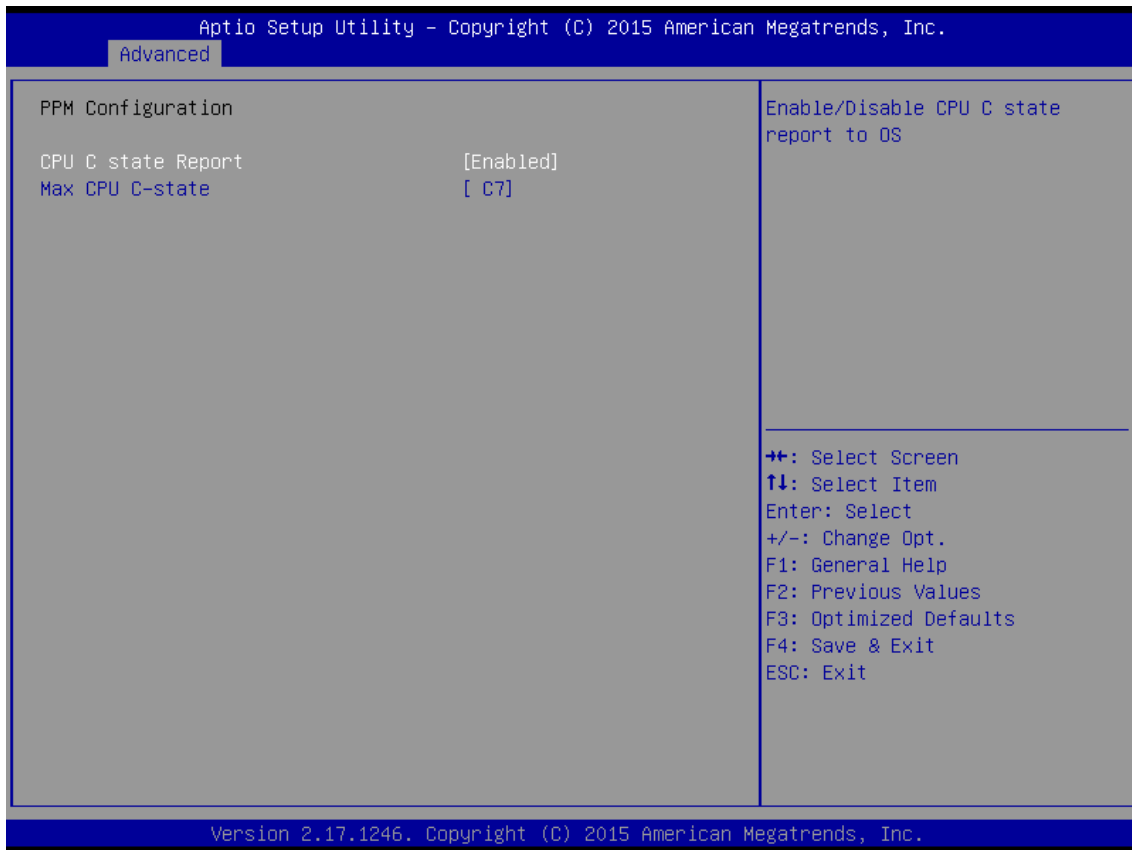 Aptio Setup Utility – Copyright (C) 2015 American Megatrends, Inc.
Advanced
PPM Configuration
CPU C state Report [Enabled]
Max CPU C-state [ C7]
Enable/Disable CPU C state
report to OS
→←: Select Screen
↑↓: Select Item
Enter: Select
+/-: Change Opt.
F1: General Help
F2: Previous Values
F3: Optimized Defaults
F4: Save & Exit
ESC: Exit
Version 2.17.1246. Copyright (C) 2015 American Megatrends, Inc.